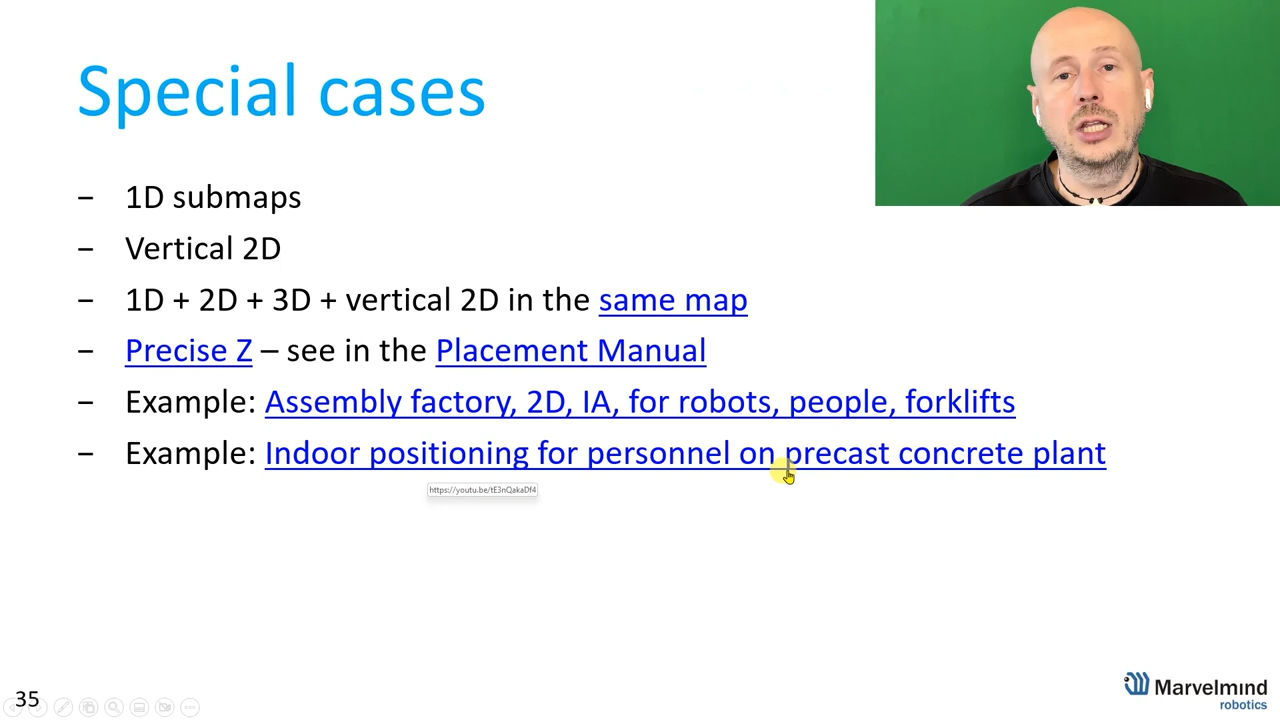 Special cases
– 1D submaps
– Vertical 2D
– 1D + 2D + 3D + vertical 2D in the same map
– Precise Z – see in the Placement Manual
– Example: Assembly factory, 2D, IA, for robots, people, forklifts
– Example: Indoor positioning for personnel on precast concrete plant
https://youtu.be/tE3nQakaDf4
35
Marvelmind
robotics